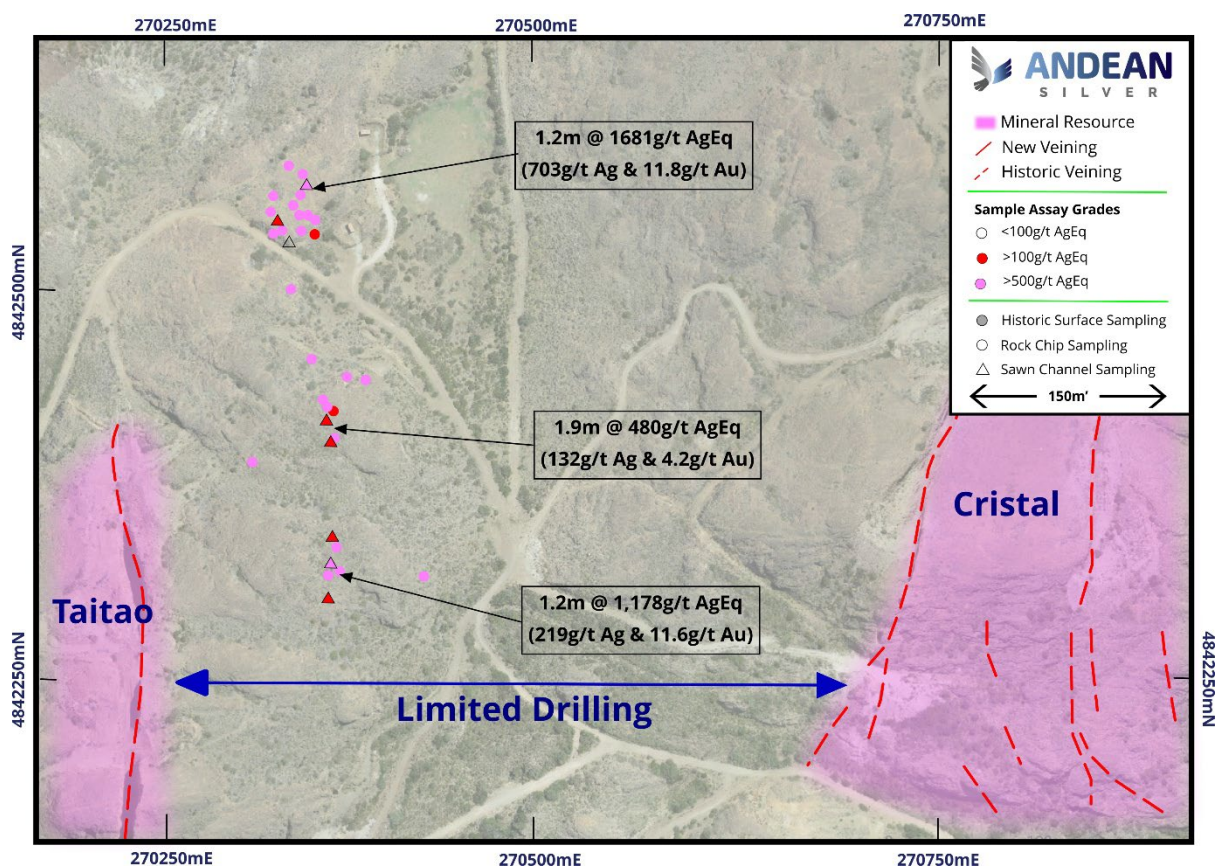 270250mE
270500mE
270750mE
ANDEAN
SILVER
Mineral Resource
New Veining
Historic Veining
Sample Assay Grades
<100g/t AgEq
>100g/t AgEq
>500g/t AgEq
Historic Surface Sampling
Rock Chip Sampling
Sawn Channel Sampling
150m'
1.2m @ 1681g/t AgEq
(703g/t Ag & 11.8g/t Au)
4842500mN
1.9m @ 480g/t AgEq
(132g/t Ag & 4.2g/t Au)
Cristal
1.2m @ 1,178g/t AgEq
(219g/t Ag & 11.6g/t Au)
Taitao
4842250mN
Limited Drilling
4842250mN
270250mE
270500mE
270750mE